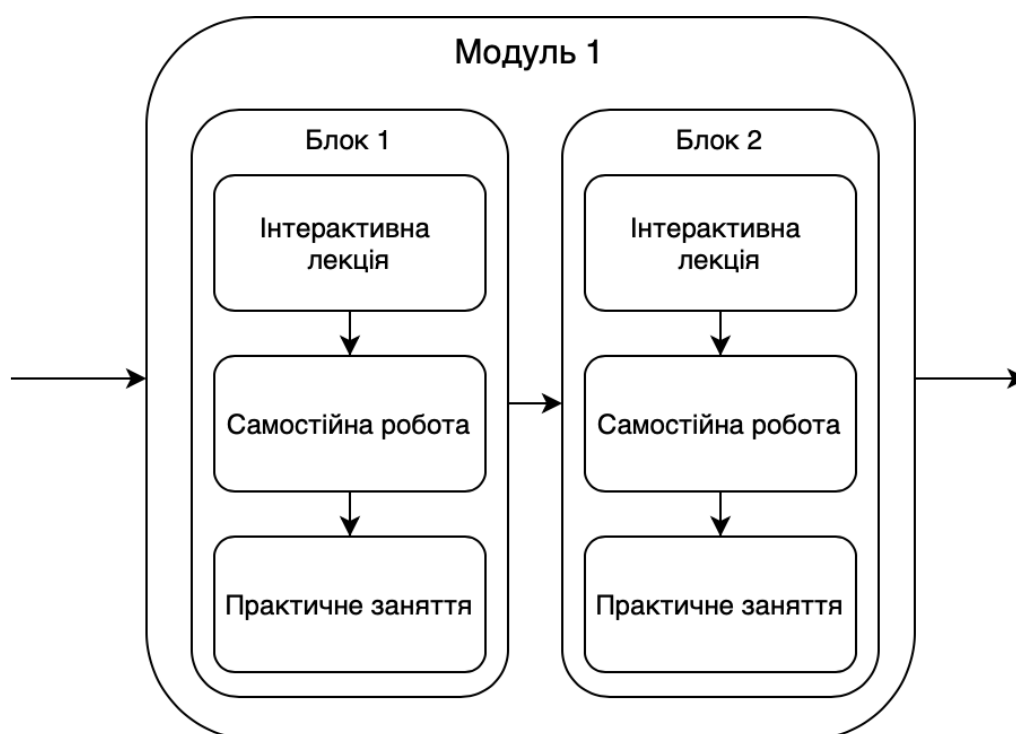 Модуль 1
Блок 1
Інтерактивна
лекція
Самостійна робота
Практичне заняття
Блок 2
Інтерактивна
лекція
Самостійна робота
Практичне заняття